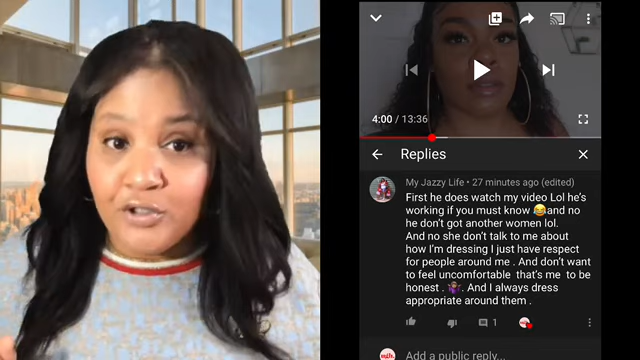 4:00 / 13:36
Replies
My Jazzy Life • 27 minutes ago (edited)
First he does watch my video Lol he's
working if you must know 😂and no
he don't got another women lol.
And no she don't talk to me about
how I'm dressing I just have respect
for people around me . And don't want
to feel uncomfortable that's me to be
honest . 🤷🏾‍♀️. And I always dress
appropriate around them .
1
Add a public reply...